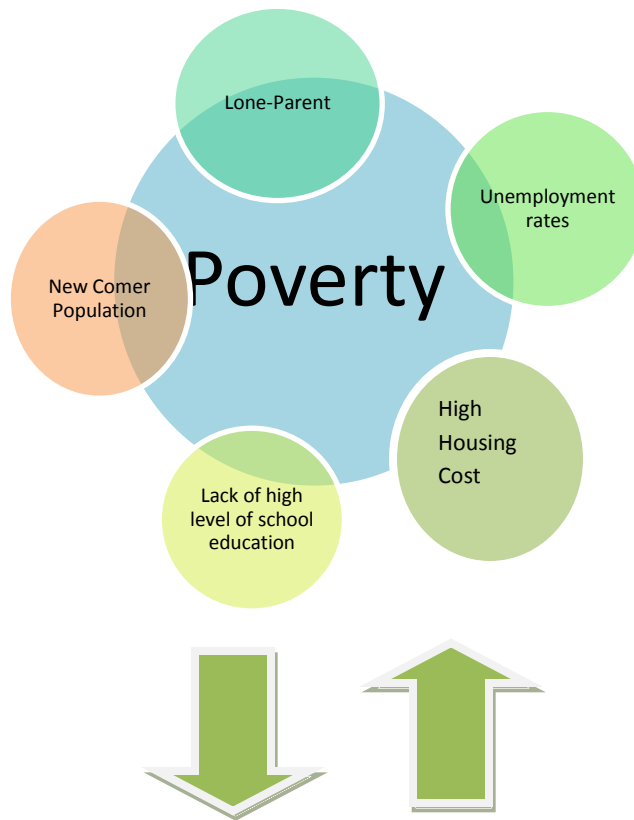 Lone-Parent
Unemployment
rates
Poverty
New Comer
Population
High
Housing
Cost
Lack of high
level of school
education